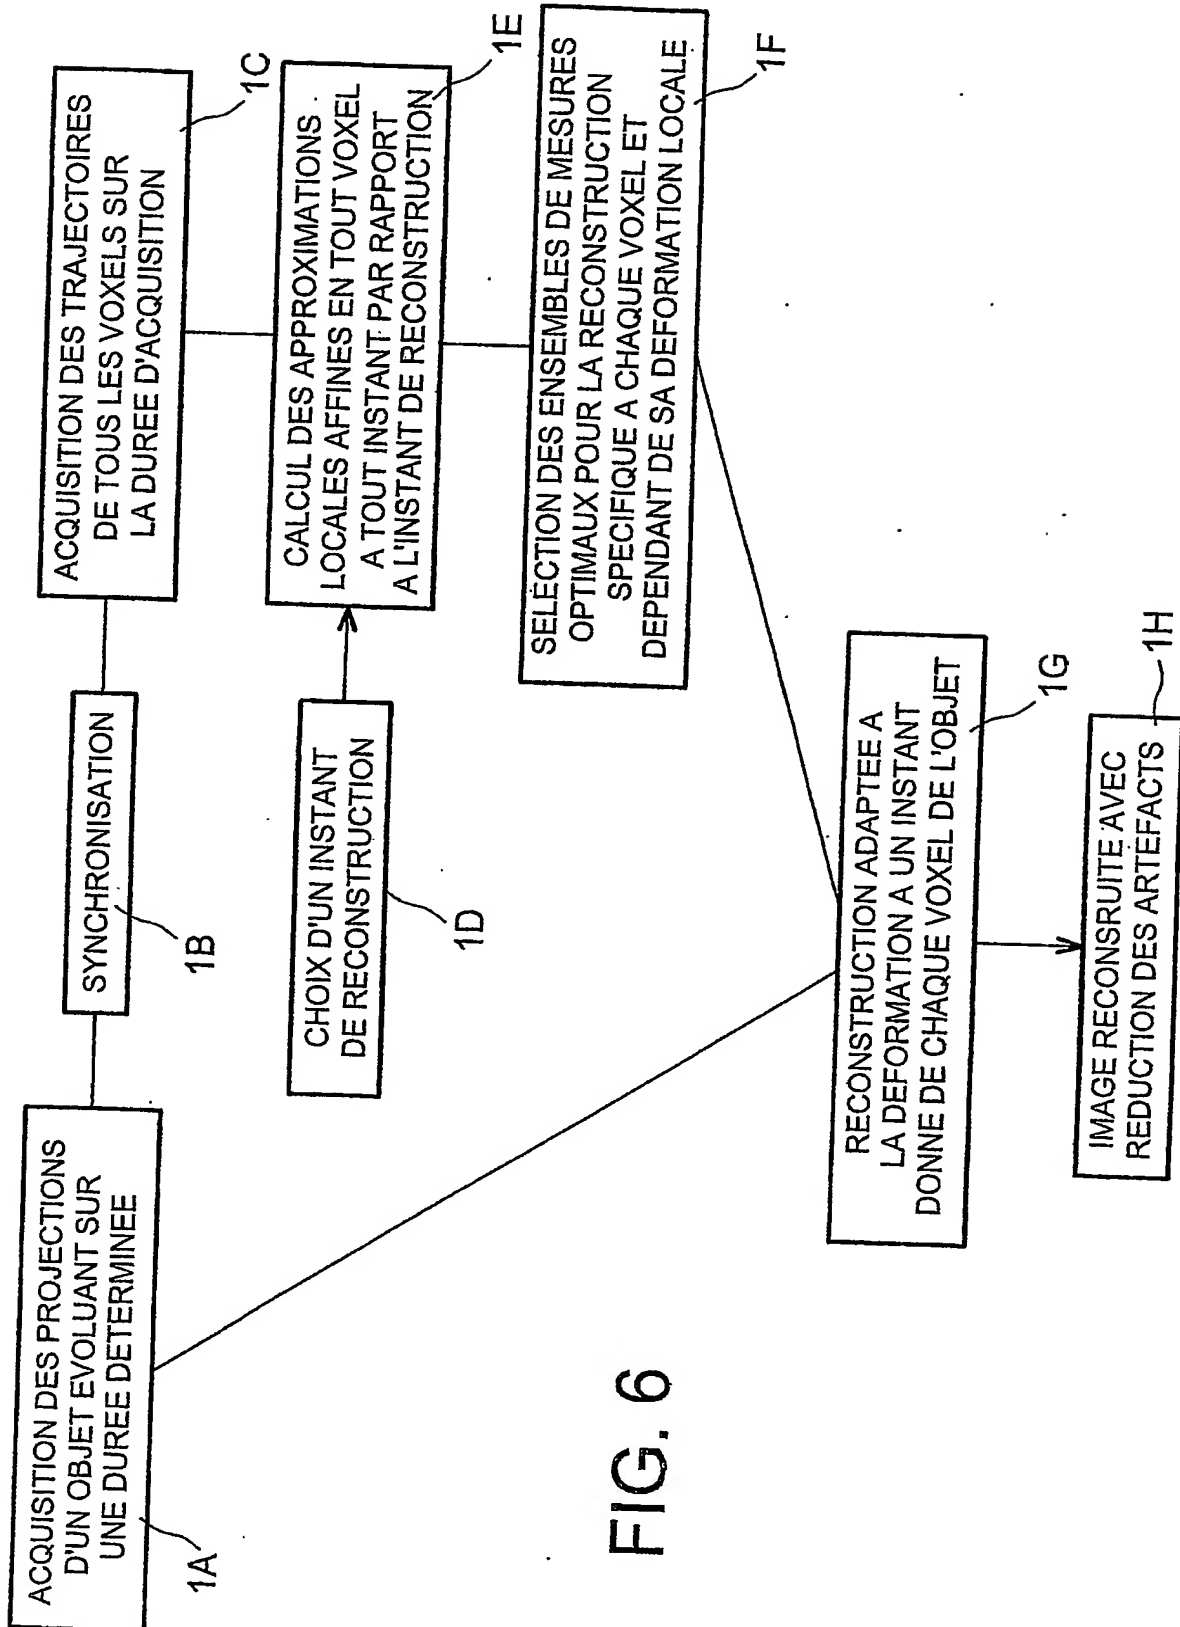 ACQUISITION DES PROJECTIONS
D'UN OBJET EVOLUANT SUR
UNE DUREE DETERMINEE
1A
SYNCHRONISATION
1B
ACQUISITION DES TRAJECTOIRES
DE TOUS LES VOXELS SUR
LA DUREE D'ACQUISITION
1C
CHOIX D'UN INSTANT
DE RECONSTRUCTION
1D
CALCUL DES APPROXIMATIONS
LOCALES AFFINES EN TOUT VOXEL
A TOUT INSTANT PAR RAPPORT
A L'INSTANT DE RECONSTRUCTION
1E
SELECTION DES ENSEMBLES DE MESURES
OPTIMAUX POUR LA RECONSTRUCTION
SPECIFIQUE A CHAQUE VOXEL ET
DEPENDANT DE SA DEFORMATION LOCALE
1F
RECONSTRUCTION ADAPTEE A
LA DEFORMATION A UN INSTANT
DONNE DE CHAQUE VOXEL DE L'OBJET
1G
IMAGE RECONSRUITE AVEC
REDUCTION DES ARTEFACTS
1H
FIG. 6